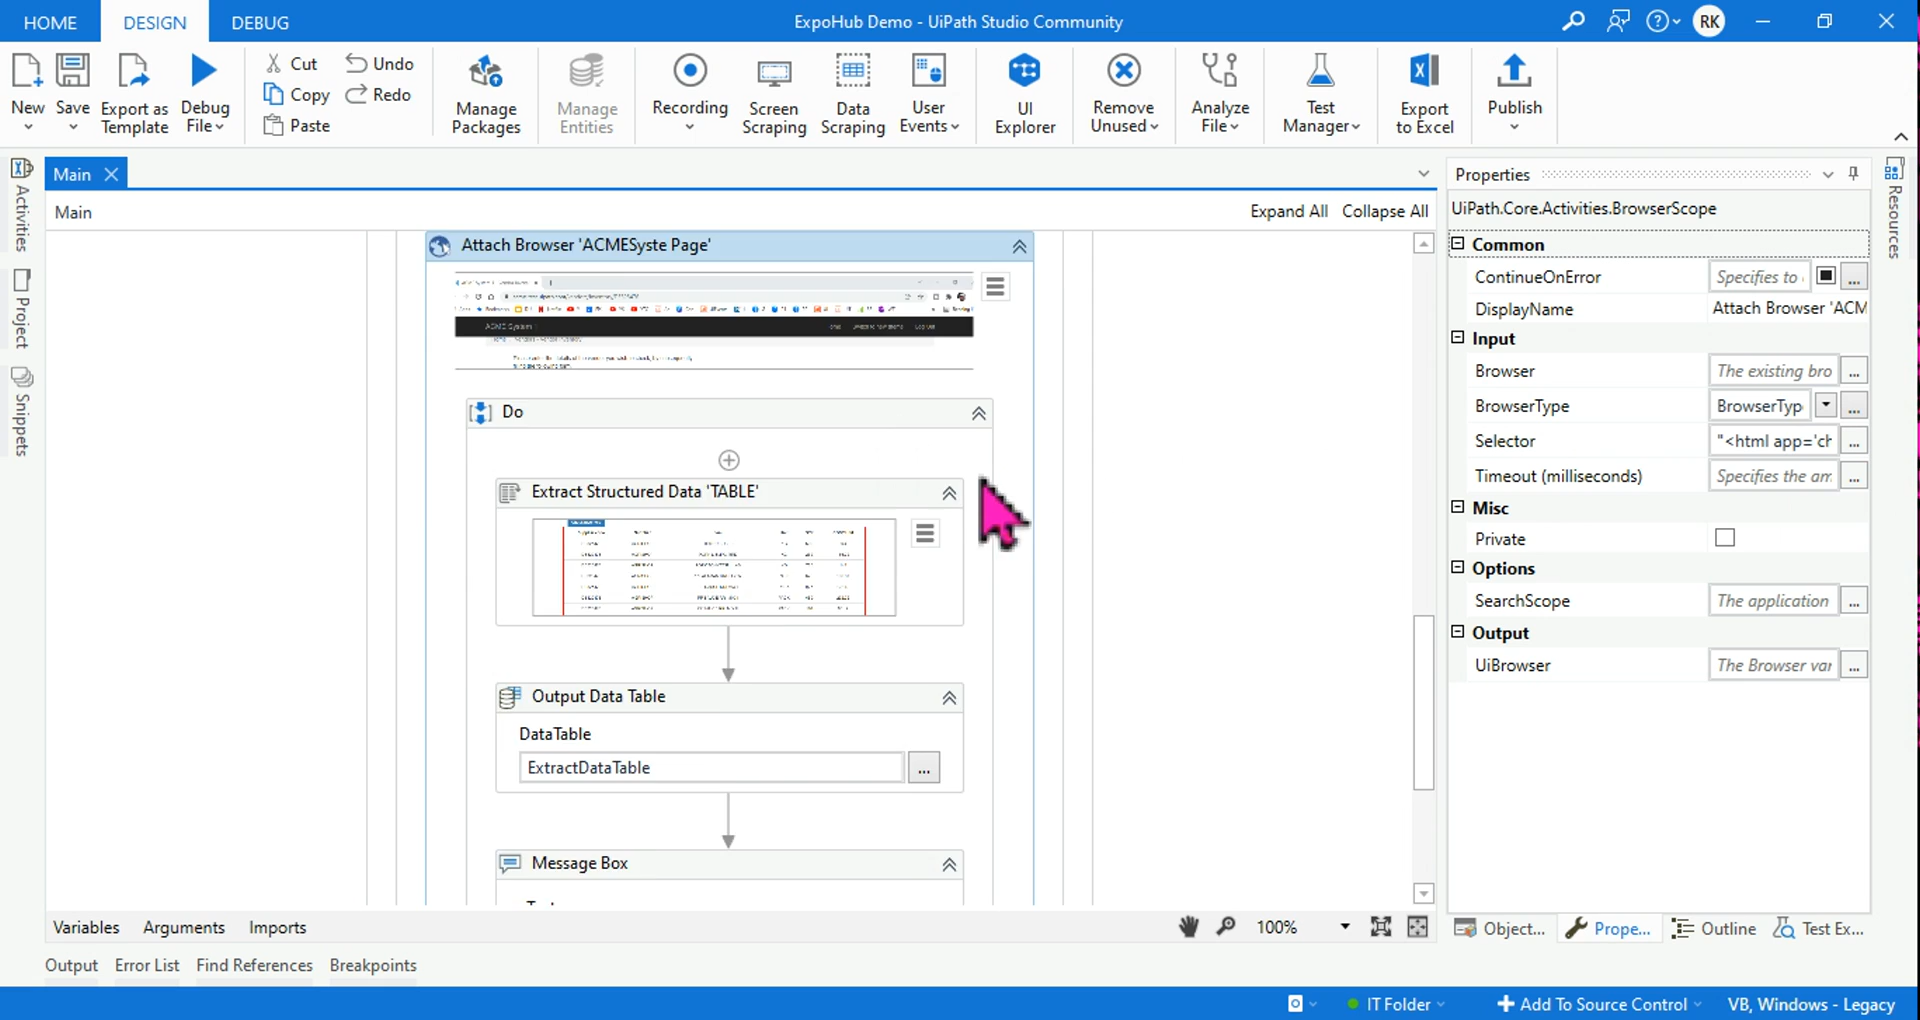 HOME DESIGN DEBUG ExpoHub Demo - UiPath Studio Community RK
New Save Export as Template Debug File
Cut Undo
Copy Redo
Paste
Manage Packages Manage Entities Recording Screen Scraping Data Scraping User Events UI Explorer Remove Unused Analyze File Test Manager Export to Excel Publish
Main
Main Expand All Collapse All
Activities
Project
Snippets
Attach Browser 'ACMESyste Page'
ACME System
Do
Extract Structured Data 'TABLE'
Output Data Table
DataTable
ExtractDataTable ...
Message Box
Properties
Resources
UiPath.Core.Activities.BrowserScope
Common
ContinueOnError Specifies to ...
DisplayName Attach Browser 'ACM
Input
Browser The existing bro ...
BrowserType BrowserTyp ...
Selector "<html app='ch ...
Timeout (milliseconds) Specifies the am ...
Misc
Private
Options
SearchScope The application ...
Output
UiBrowser The Browser var ...
Variables Arguments Imports 100% Object... Prope... Outline Test Ex...
Output Error List Find References Breakpoints
IT Folder Add To Source Control VB, Windows - Legacy